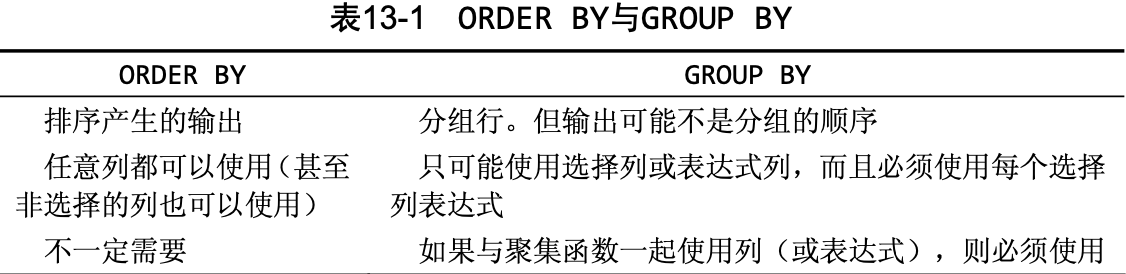 表13-1 ORDER BY与GROUP BY
ORDER BY GROUP BY
排序产生的输出 分组行。但输出可能不是分组的顺序
任意列都可以使用（甚至非选择的列也可以使用） 只可能使用选择列或表达式列，而且必须使用每个选择列表达式
不一定需要 如果与聚集函数一起使用列（或表达式），则必须使用